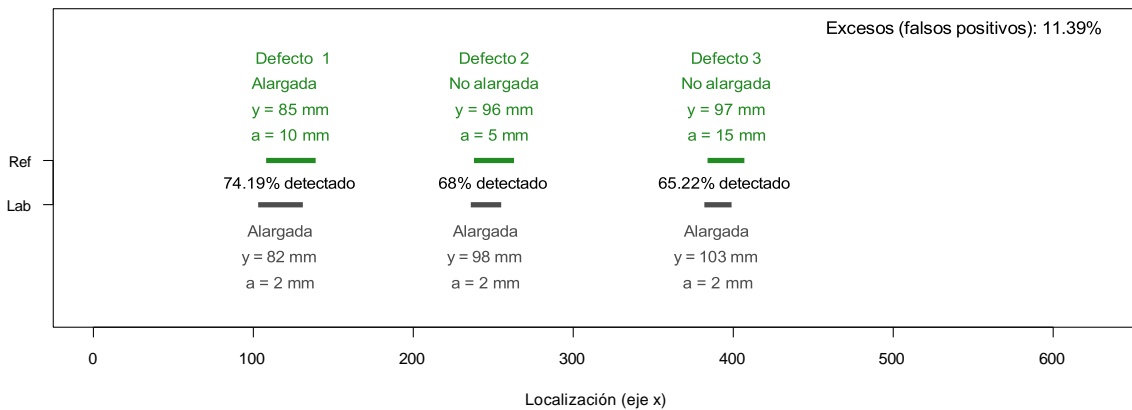 Excesos (falsos positivos): 11.39%
Defecto 1
Alargada
y = 85 mm
a = 10 mm
Defecto 2
No alargada
y = 96 mm
a = 5 mm
Defecto 3
No alargada
y = 97 mm
a = 15 mm
Ref
74.19% detectado
68% detectado
65.22% detectado
Lab
Alargada
y = 82 mm
a = 2 mm
Alargada
y = 98 mm
a = 2 mm
Alargada
y = 103 mm
a = 2 mm
0 100 200 300 400 500 600
Localización (eje x)